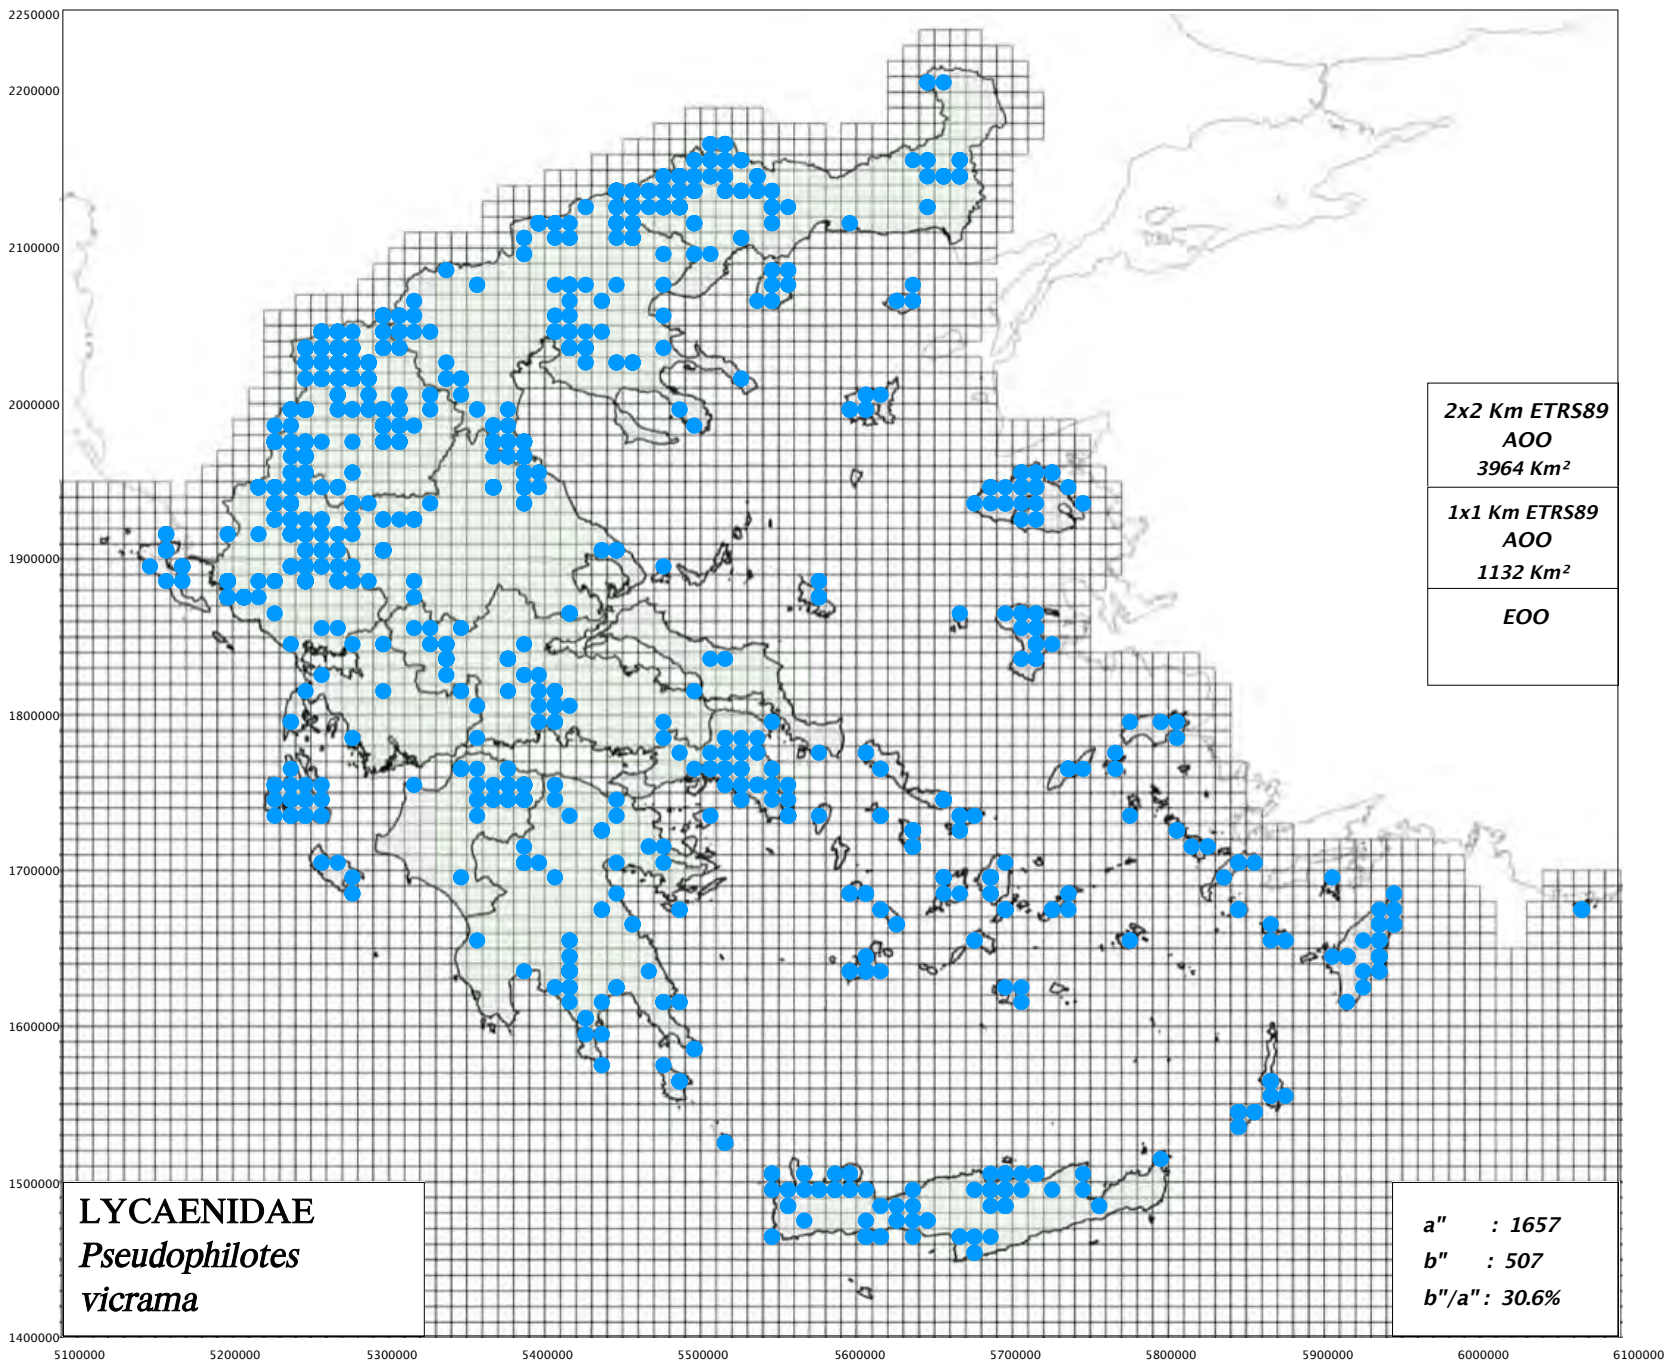 2250000
2200000
2100000
2000000
1900000
1800000
1700000
1600000
1500000
1400000
2x2 Km ETRS89
AOO
3964 Km²
1x1 Km ETRS89
AOO
1132 Km²
EOO
LYCAENIDAE
Pseudophilotes
vicrama
a" : 1657
b" : 507
b"/a" : 30.6%
5100000 5200000 5300000 5400000 5500000 5600000 5700000 5800000 5900000 6000000 6100000